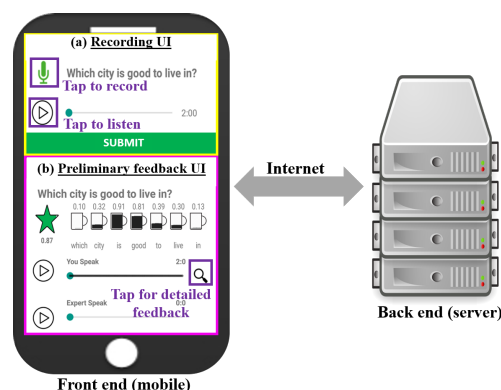 (a) Recording UI
Which city is good to live in?
Tap to record
2:00
Tap to listen
SUBMIT
(b) Preliminary feedback UI
Which city is good to live in?
0.10 0.32 0.91 0.81 0.39 0.30 0.13
0.87
which city is good to live in
You Speak 2:0
Tap for detailed
feedback
Expert Speak 0:0
Front end (mobile)
Internet
Back end (server)